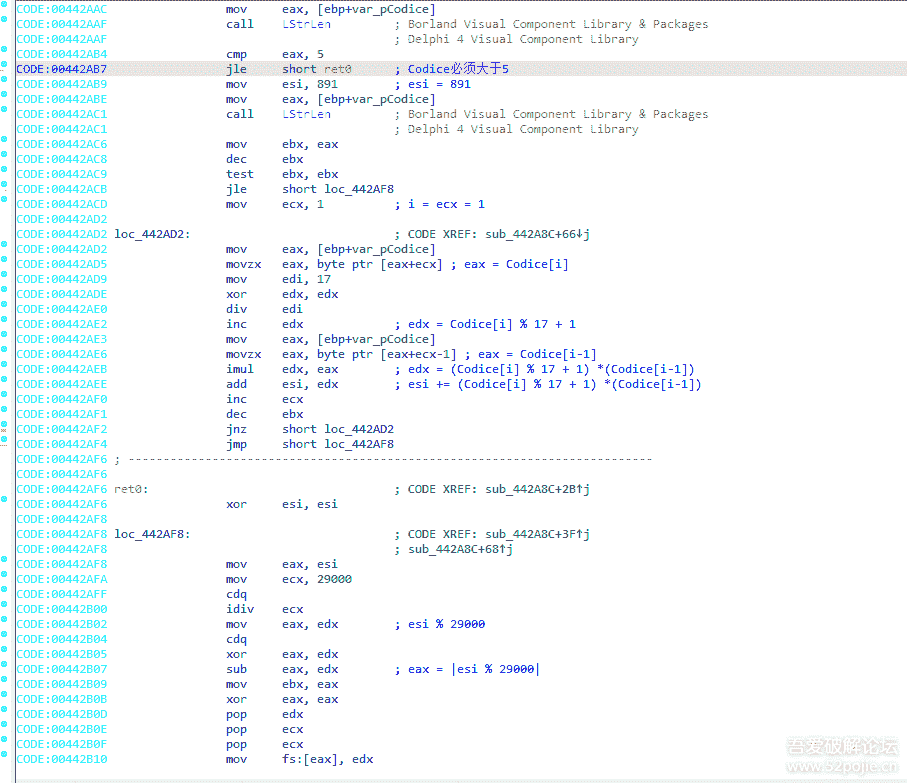 CODE:00442AAC mov eax, [ebp+var_pCodice]
CODE:00442AAF call LStrLen ; Borland Visual Component Library & Packages
CODE:00442AAF ; Delphi 4 Visual Component Library
CODE:00442AB4 cmp eax, 5
CODE:00442AB7 jle short ret0 ; Codice必须大于5
CODE:00442AB9 mov esi, 891 ; esi = 891
CODE:00442ABE mov eax, [ebp+var_pCodice]
CODE:00442AC1 call LStrLen ; Borland Visual Component Library & Packages
CODE:00442AC1 ; Delphi 4 Visual Component Library
CODE:00442AC6 mov ebx, eax
CODE:00442AC8 dec ebx
CODE:00442AC9 test ebx, ebx
CODE:00442ACB jle short loc_442AF8
CODE:00442ACD mov ecx, 1 ; i = ecx = 1
CODE:00442AD2
CODE:00442AD2 loc_442AD2: ; CODE XREF: sub_442A8C+66↓j
CODE:00442AD2 mov eax, [ebp+var_pCodice]
CODE:00442AD5 movzx eax, byte ptr [eax+ecx] ; eax = Codice[i]
CODE:00442AD9 mov edi, 17
CODE:00442ADE xor edx, edx
CODE:00442AE0 div edi
CODE:00442AE2 inc edx ; edx = Codice[i] % 17 + 1
CODE:00442AE3 mov eax, [ebp+var_pCodice]
CODE:00442AE6 movzx eax, byte ptr [eax+ecx-1] ; eax = Codice[i-1]
CODE:00442AEB imul edx, eax ; edx = (Codice[i] % 17 + 1) *(Codice[i-1])
CODE:00442AEE add esi, edx ; esi += (Codice[i] % 17 + 1) *(Codice[i-1])
CODE:00442AF0 inc ecx
CODE:00442AF1 dec ebx
CODE:00442AF2 jnz short loc_442AD2
CODE:00442AF4 jmp short loc_442AF8
CODE:00442AF6 ; ---------------------------------------------------------------------------
CODE:00442AF6
CODE:00442AF6 ret0: ; CODE XREF: sub_442A8C+2B↑j
CODE:00442AF6 xor esi, esi
CODE:00442AF8
CODE:00442AF8 loc_442AF8: ; CODE XREF: sub_442A8C+3F↑j
CODE:00442AF8 ; sub_442A8C+68↑j
CODE:00442AF8 mov eax, esi
CODE:00442AFA mov ecx, 29000
CODE:00442AFF cdq
CODE:00442B00 idiv ecx
CODE:00442B02 mov eax, edx ; esi % 29000
CODE:00442B04 cdq
CODE:00442B05 xor eax, edx
CODE:00442B07 sub eax, edx ; eax = |esi % 29000|
CODE:00442B09 mov ebx, eax
CODE:00442B0B xor eax, eax
CODE:00442B0D pop edx
CODE:00442B0E pop ecx
CODE:00442B0F pop ecx
CODE:00442B10 mov fs:[eax], edx
吾爱破解论坛
www.52pojie.cn